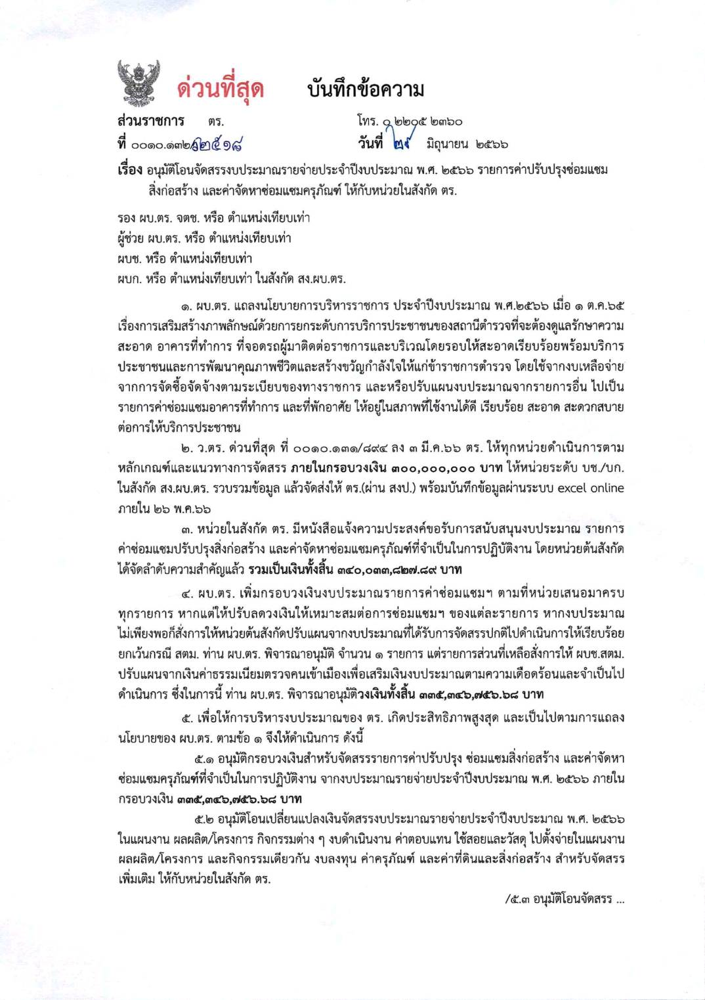 ด่วนที่สุด บันทึกข้อความ
ส่วนราชการ ตร. โทร. ๐ ๒๒๐๕ ๒๓๖๐
ที่ ๐๐๑๐.๑๓๒/ ๒๕๑๘ วันที่ ๒๙ มิถุนายน ๒๕๖๖
เรื่อง อนุมัติโอนจัดสรรงบประมาณรายจ่ายประจำปีงบประมาณ พ.ศ. ๒๕๖๖ รายการค่าปรับปรุงซ่อมแซม
สิ่งก่อสร้าง และค่าจัดหาซ่อมแซมครุภัณฑ์ ให้กับหน่วยในสังกัด ตร.
รอง ผบ.ตร. จตช. หรือ ตำแหน่งเทียบเท่า
ผู้ช่วย ผบ.ตร. หรือ ตำแหน่งเทียบเท่า
ผบช. หรือ ตำแหน่งเทียบเท่า
ผบก. หรือ ตำแหน่งเทียบเท่า ในสังกัด สง.ผบ.ตร.
๑. ผบ.ตร. แถลงนโยบายการบริหารราชการ ประจำปีงบประมาณ พ.ศ.๒๕๖๖ เมื่อ ๑ ต.ค.๖๕
เรื่องการเสริมสร้างภาพลักษณ์ด้วยการยกระดับการบริการประชาชนของสถานีตำรวจที่จะต้องดูแลรักษาความ
สะอาด อาคารที่ทำการ ที่จอดรถผู้มาติดต่อราชการและบริเวณโดยรอบให้สะอาดเรียบร้อยพร้อมบริการ
ประชาชนและการพัฒนาคุณภาพชีวิตและสร้างขวัญกำลังใจให้แก่ข้าราชการตำรวจ โดยใช้จากงบเหลือจ่าย
จากการจัดซื้อจัดจ้างตามระเบียบของทางราชการ และหรือปรับแผนงบประมาณจากรายการอื่น ไปเป็น
รายการค่าซ่อมแซมอาคารที่ทำการ และที่พักอาศัย ให้อยู่ในสภาพที่ใช้งานได้ดี เรียบร้อย สะอาด สะดวกสบาย
ต่อการให้บริการประชาชน
๒. ว.ตร. ด่วนที่สุด ที่ ๐๐๑๐.๑๓๑/๘๙๔ ลง ๓ มี.ค.๖๖ ตร. ให้ทุกหน่วยดำเนินการตาม
หลักเกณฑ์และแนวทางการจัดสรร ภายในกรอบวงเงิน ๓๐๐,๐๐๐,๐๐๐ บาท ให้หน่วยระดับ บช./บก.
ในสังกัด สง.ผบ.ตร. รวบรวมข้อมูล แล้วจัดส่งให้ ตร.(ผ่าน สงป.) พร้อมบันทึกข้อมูลผ่านระบบ excel online
ภายใน ๒๖ พ.ค.๖๖
๓. หน่วยในสังกัด ตร. มีหนังสือแจ้งความประสงค์ขอรับการสนับสนุนงบประมาณ รายการ
ค่าซ่อมแซมปรับปรุงสิ่งก่อสร้าง และค่าจัดหาซ่อมแซมครุภัณฑ์ที่จำเป็นในการปฏิบัติงาน โดยหน่วยต้นสังกัด
ได้จัดลำดับความสำคัญแล้ว รวมเป็นเงินทั้งสิ้น ๓๔๐,๐๓๓,๘๒๗.๘๙ บาท
๔. ผบ.ตร. เพิ่มกรอบวงเงินงบประมาณรายการค่าซ่อมแซมฯ ตามที่หน่วยเสนอมาครบ
ทุกรายการ หากแต่ให้ปรับลดวงเงินให้เหมาะสมต่อการซ่อมแซมฯ ของแต่ละรายการ หากงบประมาณ
ไม่เพียงพอก็สั่งการให้หน่วยต้นสังกัดปรับแผนจากงบประมาณที่ได้รับการจัดสรรปกติไปดำเนินการให้เรียบร้อย
ยกเว้นกรณี สตม. ท่าน ผบ.ตร. พิจารณาอนุมัติ จำนวน ๑ รายการ แต่รายการส่วนที่เหลือสั่งการให้ ผบช.สตม.
ปรับแผนจากเงินค่าธรรมเนียมตรวจคนเข้าเมืองเพื่อเสริมเงินงบประมาณตามความเดือดร้อนและจำเป็นไป
ดำเนินการ ซึ่งในการนี้ ท่าน ผบ.ตร. พิจารณาอนุมัติวงเงินทั้งสิ้น ๓๓๕,๓๔๖,๗๕๖.๖๘ บาท
๕. เพื่อให้การบริหารงบประมาณของ ตร. เกิดประสิทธิภาพสูงสุด และเป็นไปตามการแถลง
นโยบายของ ผบ.ตร. ตามข้อ ๑ จึงให้ดำเนินการ ดังนี้
๕.๑ อนุมัติกรอบวงเงินสำหรับจัดสรรรายการค่าปรับปรุง ซ่อมแซมสิ่งก่อสร้าง และค่าจัดหา
ซ่อมแซมครุภัณฑ์ที่จำเป็นในการปฏิบัติงาน จากงบประมาณรายจ่ายประจำปีงบประมาณ พ.ศ. ๒๕๖๖ ภายใน
กรอบวงเงิน ๓๓๕,๓๔๖,๗๕๖.๖๘ บาท
๕.๒ อนุมัติโอนเปลี่ยนแปลงเงินจัดสรรงบประมาณรายจ่ายประจำปีงบประมาณ พ.ศ. ๒๕๖๖
ในแผนงาน ผลผลิต/โครงการ กิจกรรมต่าง ๆ งบดำเนินงาน ค่าตอบแทน ใช้สอยและวัสดุ ไปตั้งจ่ายในแผนงาน
ผลผลิต/โครงการ และกิจกรรมเดียวกัน งบลงทุน ค่าครุภัณฑ์ และค่าที่ดินและสิ่งก่อสร้าง สำหรับจัดสรร
เพิ่มเติม ให้กับหน่วยในสังกัด ตร.
/๕.๓ อนุมัติโอนจัดสรร ...